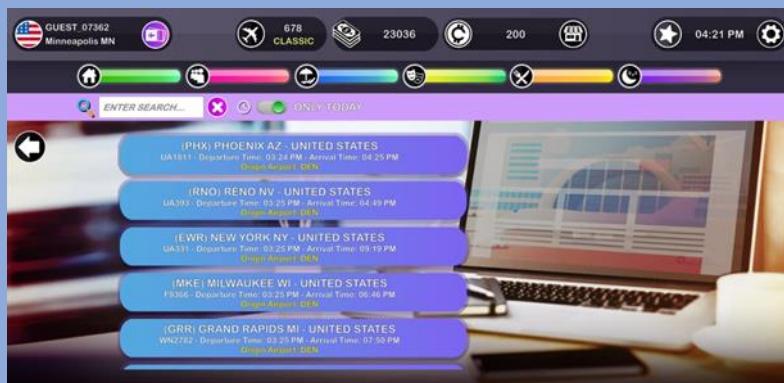 GUEST_07362
Minneapolis MN
678
CLASSIC
23036
200
04:21 PM
ENTER SEARCH...
ONLY TODAY
(PHX) PHOENIX AZ - UNITED STATES
UA1811 - Departure Time: 03:24 PM - Arrival Time: 04:25 PM
Origin Airport: DEN
(RNO) RENO NV - UNITED STATES
UA393 - Departure Time: 03:25 PM - Arrival Time: 04:49 PM
Origin Airport: DEN
(EWR) NEW YORK NY - UNITED STATES
UA331 - Departure Time: 03:25 PM - Arrival Time: 09:19 PM
Origin Airport: DEN
(MKE) MILWAUKEE WI - UNITED STATES
F9366 - Departure Time: 03:25 PM - Arrival Time: 06:46 PM
Origin Airport: DEN
(GRR) GRAND RAPIDS MI - UNITED STATES
WN2782 - Departure Time: 03:25 PM - Arrival Time: 07:50 PM
Origin Airport: DEN